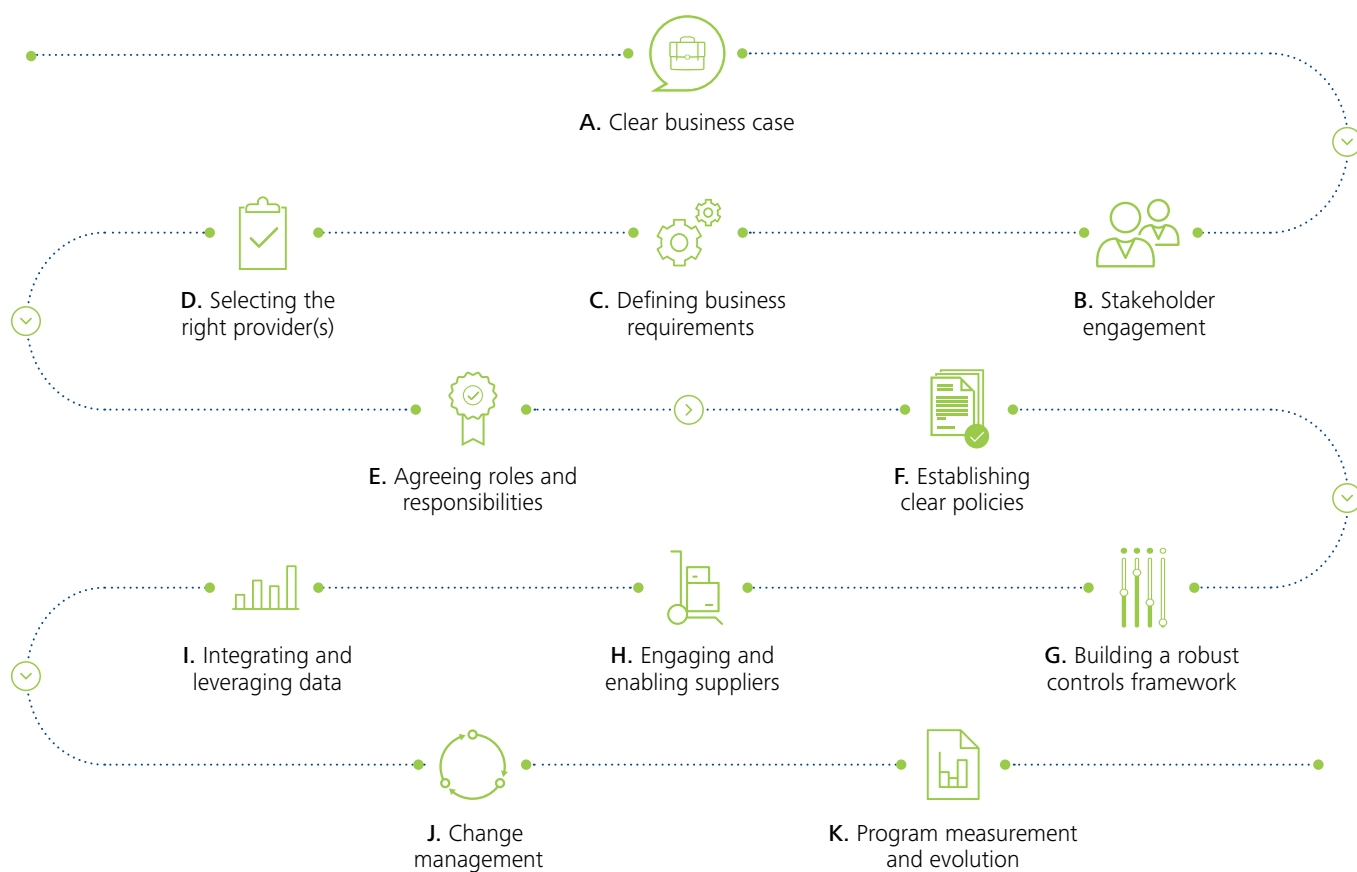 A. Clear business case
B. Stakeholder
engagement
C. Defining business
requirements
D. Selecting the
right provider(s)
E. Agreeing roles and
responsibilities
F. Establishing
clear policies
G. Building a robust
controls framework
H. Engaging and
enabling suppliers
I. Integrating and
leveraging data
J. Change
management
K. Program measurement
and evolution